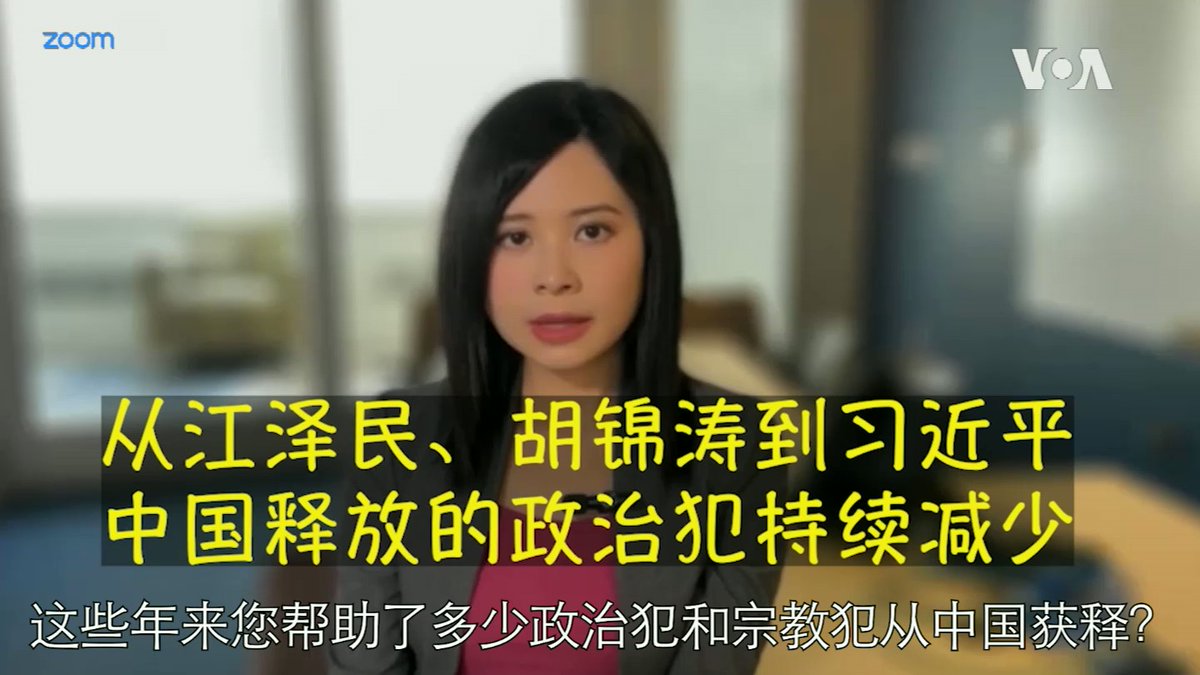 zoom
VOA
从江泽民、胡锦涛到习近平
中国释放的政治犯持续减少
这些年来您帮助了多少政治犯和宗教犯从中国获释?